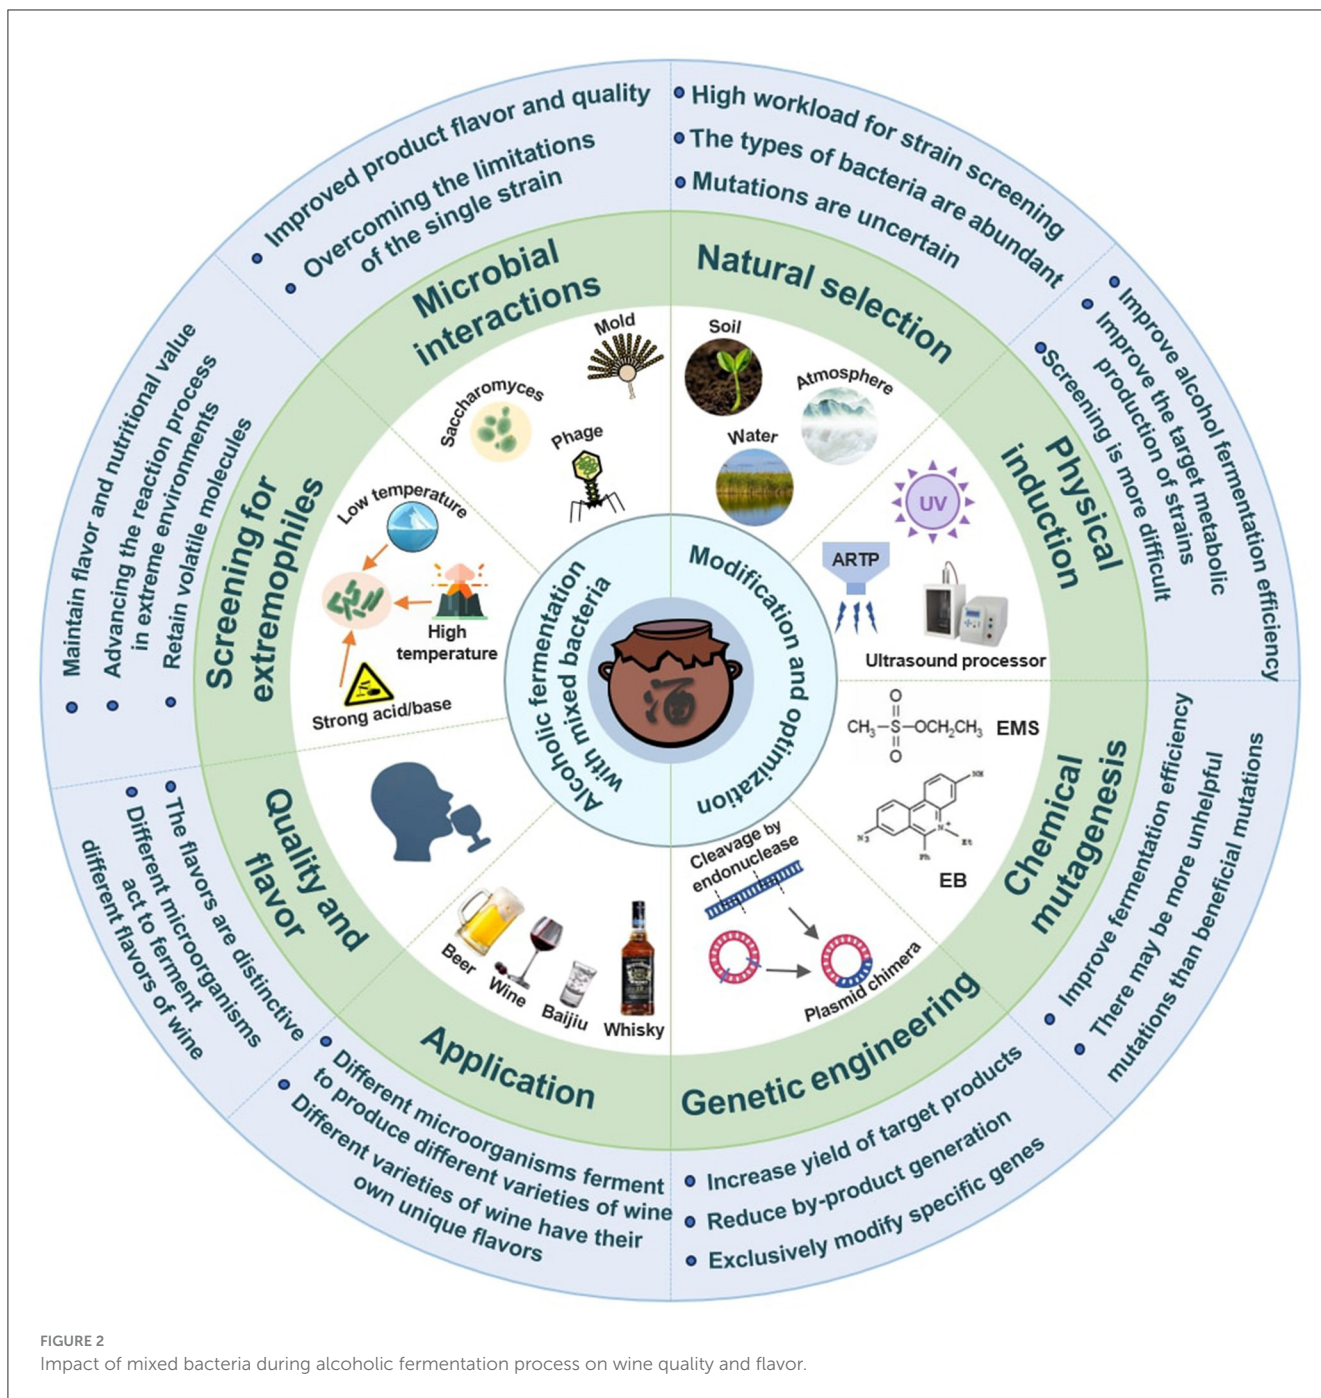 Improved product flavor and quality
Overcoming the limitations
of the single strain
Microbial
interactions
Mold
Saccharomyces
Phage
High workload for strain screening
The types of bacteria are abundant
Mutations are uncertain
Natural selection
Soil
Atmosphere
Water
Improve alcohol fermentation efficiency
Improve the target metabolic
production of strains
Screening is more difficult
Physical
induction
UV
ARTP
Ultrasound processor
Improve fermentation efficiency
There may be more unhelpful
mutations than beneficial mutations
Chemical
mutagenesis
CH3-S-OCH2CH3
O
O
EMS
NH
N3
N+
Et
Ph
EB
Increase yield of target products
Reduce by-product generation
Exclusively modify specific genes
Genetic engineering
Cleavage by
endonuclease
Plasmid chimera
Different microorganisms ferment
to produce different varieties of wine
Different varieties of wine have their
own unique flavors
Application
Beer
Wine
Baijiu
Whisky
The flavors are distinctive
Different microorganisms
act to ferment
different flavors of wine
Quality and
flavor
Maintain flavor and nutritional value
Advancing the reaction process
in extreme environments
Retain volatile molecules
Screening for
extremophiles
Low temperature
High
temperature
Strong acid/base
Alcoholic fermentation
with mixed bacteria
Modification and optimization
酒
FIGURE 2
Impact of mixed bacteria during alcoholic fermentation process on wine quality and flavor.